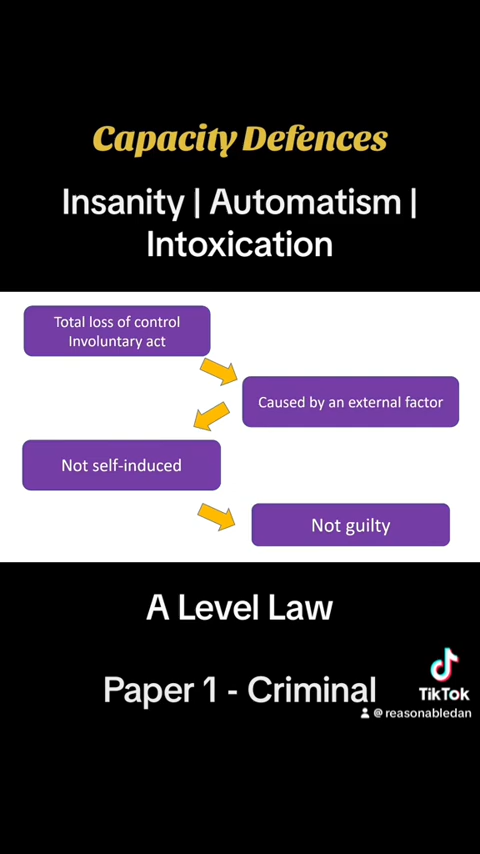 Capacity Defences
Insanity | Automatism |
Intoxication
Total loss of control
Involuntary act
Caused by an external factor
Not self-induced
Not guilty
A Level Law
Paper 1 - Criminal
TikTok
@reasonabledan